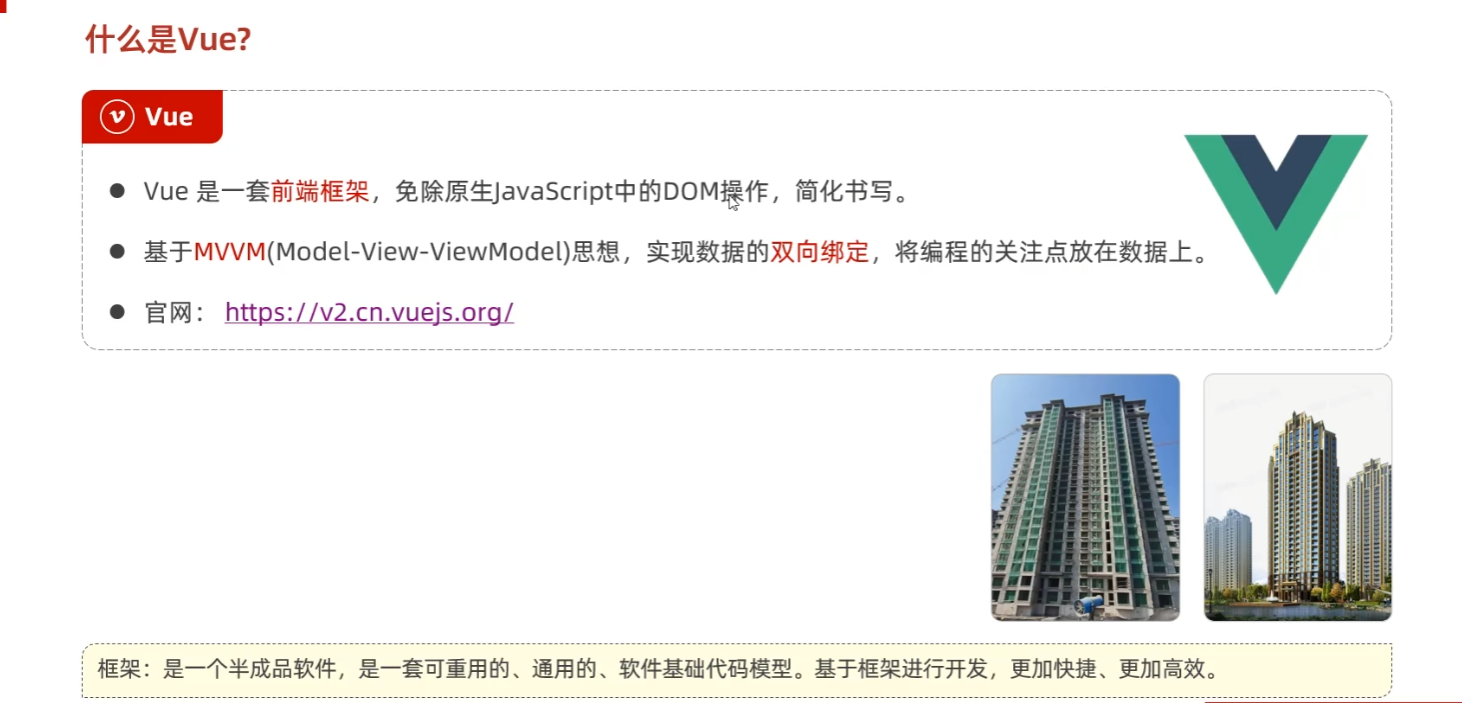 什么是Vue?
Vue
Vue 是一套前端框架，免除原生JavaScript中的DOM操作，简化书写。
基于MVVM(Model-View-ViewModel)思想，实现数据的双向绑定，将编程的关注点放在数据上。
官网： https://v2.cn.vuejs.org/
框架：是一个半成品软件，是一套可重用的、通用的、软件基础代码模型。基于框架进行开发，更加快捷、更加高效。